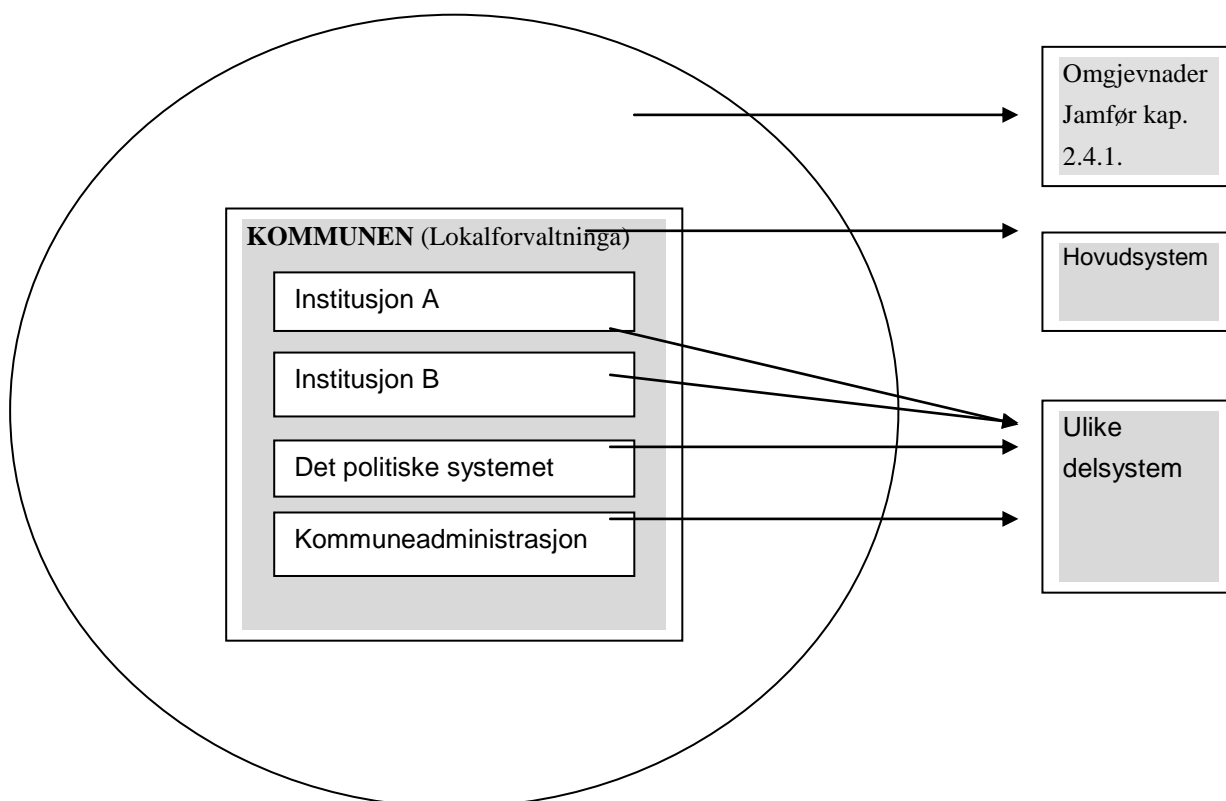 Omgjevnader
Jamfør kap.
2.4.1.
KOMMUNEN (Lokalforvaltninga)
Hovudsystem
Institusjon A
Institusjon B
Det politiske systemet
Kommuneadministrasjon
Ulike
delsystem